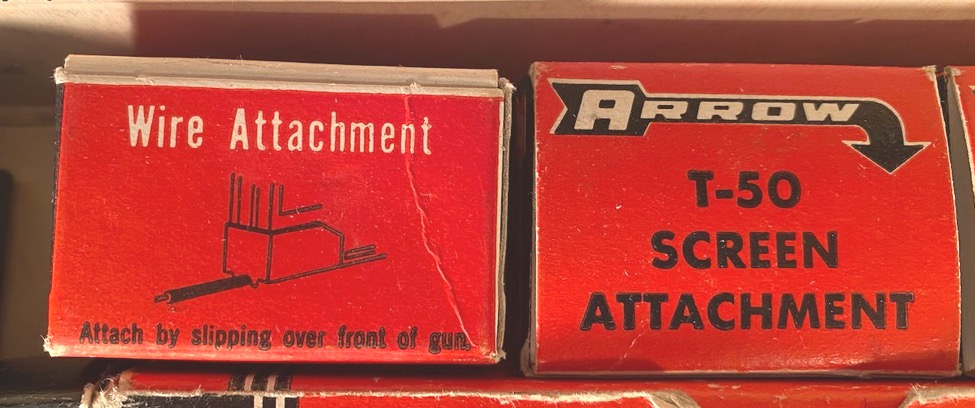 Wire Attachment
Attach by slipping over front of gun.
ARROW
T-50
SCREEN
ATTACHMENT